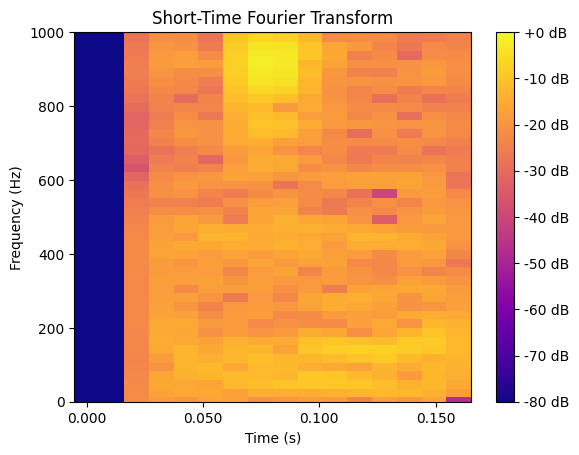 Short-Time Fourier Transform
1000
800
600
400
200
0
Frequency (Hz)
0.000
0.050
0.100
0.150
Time (s)
+0 dB
-10 dB
-20 dB
-30 dB
-40 dB
-50 dB
-60 dB
-70 dB
-80 dB